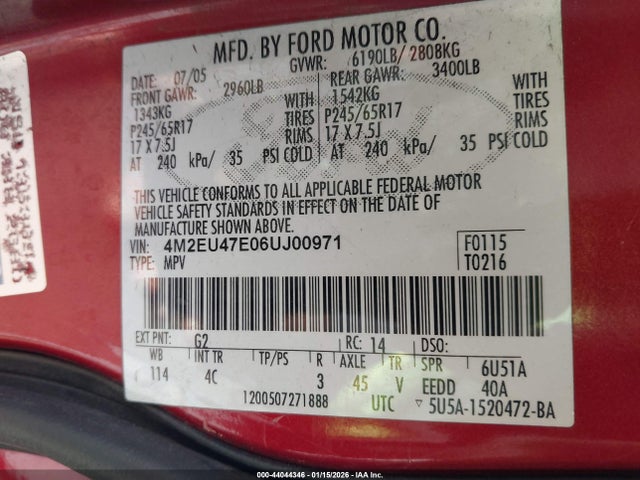 MFD. BY FORD MOTOR CO.
DATE: 07/05 GVWR: 6190LB/ 2808KG
FRONT GAWR: 2960LB REAR GAWR: 3400LB
1343KG WITH 1542KG WITH
P245/65R17 TIRES P245/65R17 TIRES
17 X 7.5J RIMS 17 X 7.5J RIMS
AT 240 kPa/ 35 PSI COLD AT 240 kPa/ 35 PSI COLD
Ford
THIS VEHICLE CONFORMS TO ALL APPLICABLE FEDERAL MOTOR
VEHICLE SAFETY STANDARDS IN EFFECT ON THE DATE OF
MANUFACTURE SHOWN ABOVE.
VIN: 4M2EU47E06UJ00971 F0115
TYPE: MPV T0216
EXT PNT: G2 RC: 14 DSO:
WB INT TR TP/PS R AXLE TR SPR 6U51A
114 4C 3 45 V EEDD 40A
1200507271888 UTC 5U5A-1520472-BA
000-44044346 - 01/15/2026 - IAA Inc.